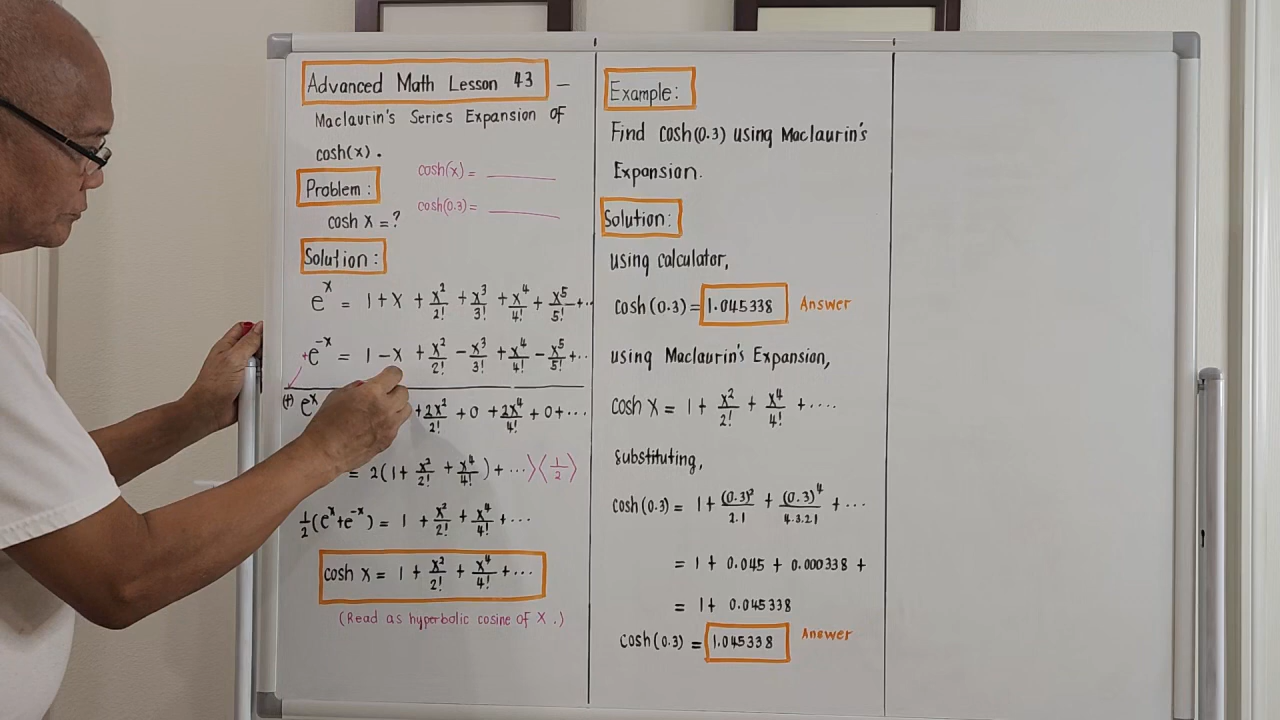 Advanced Math Lesson 43 –
Maclaurin's Series Expansion of
cosh(x).
cosh(x) = ______
Problem:
cosh(0.3) = ______
cosh x = ?
Solution:
e^x = 1 + x + x²/2! + x³/3! + x⁴/4! + x⁵/5! + ..
+e^-x = 1 - x + x²/2! - x³/3! + x⁴/4! - x⁵/5! + ...
(+) e^x + 2x²/2! + 0 + 2x⁴/4! + 0 + ...
= 2(1 + x²/2! + x⁴/4!) + ...⟩⟨1/2⟩
1/2(e^x + e^-x) = 1 + x²/2! + x⁴/4! + ...
cosh x = 1 + x²/2! + x⁴/4! + ...
(Read as hyperbolic cosine of x.)
Example:
Find cosh(0.3) using Maclaurin's
Expansion.
Solution:
using calculator,
cosh(0.3) = 1.045338 Answer
using Maclaurin's Expansion,
cosh x = 1 + x²/2! + x⁴/4! + ....
substituting,
cosh(0.3) = 1 + (0.3)²/2.1 + (0.3)⁴/4.3.2.1 + ...
= 1 + 0.045 + 0.000338 +
= 1 + 0.045338
cosh(0.3) = 1.045338 Answer